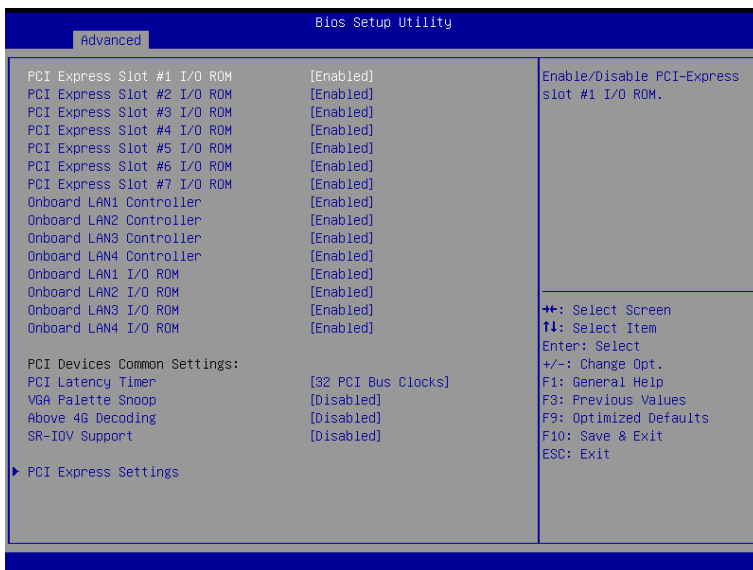 Bios Setup Utility
Advanced
PCI Express Slot #1 I/O ROM [Enabled]
PCI Express Slot #2 I/O ROM [Enabled]
PCI Express Slot #3 I/O ROM [Enabled]
PCI Express Slot #4 I/O ROM [Enabled]
PCI Express Slot #5 I/O ROM [Enabled]
PCI Express Slot #6 I/O ROM [Enabled]
PCI Express Slot #7 I/O ROM [Enabled]
Onboard LAN1 Controller [Enabled]
Onboard LAN2 Controller [Enabled]
Onboard LAN3 Controller [Enabled]
Onboard LAN4 Controller [Enabled]
Onboard LAN1 I/O ROM [Enabled]
Onboard LAN2 I/O ROM [Enabled]
Onboard LAN3 I/O ROM [Enabled]
Onboard LAN4 I/O ROM [Enabled]
PCI Devices Common Settings:
PCI Latency Timer [32 PCI Bus Clocks]
VGA Palette Snoop [Disabled]
Above 4G Decoding [Disabled]
SR-IOV Support [Disabled]
PCI Express Settings
Enable/Disable PCI-Express
slot #1 I/O ROM.
→←: Select Screen
↑↓: Select Item
Enter: Select
+/-: Change Opt.
F1: General Help
F3: Previous Values
F9: Optimized Defaults
F10: Save & Exit
ESC: Exit